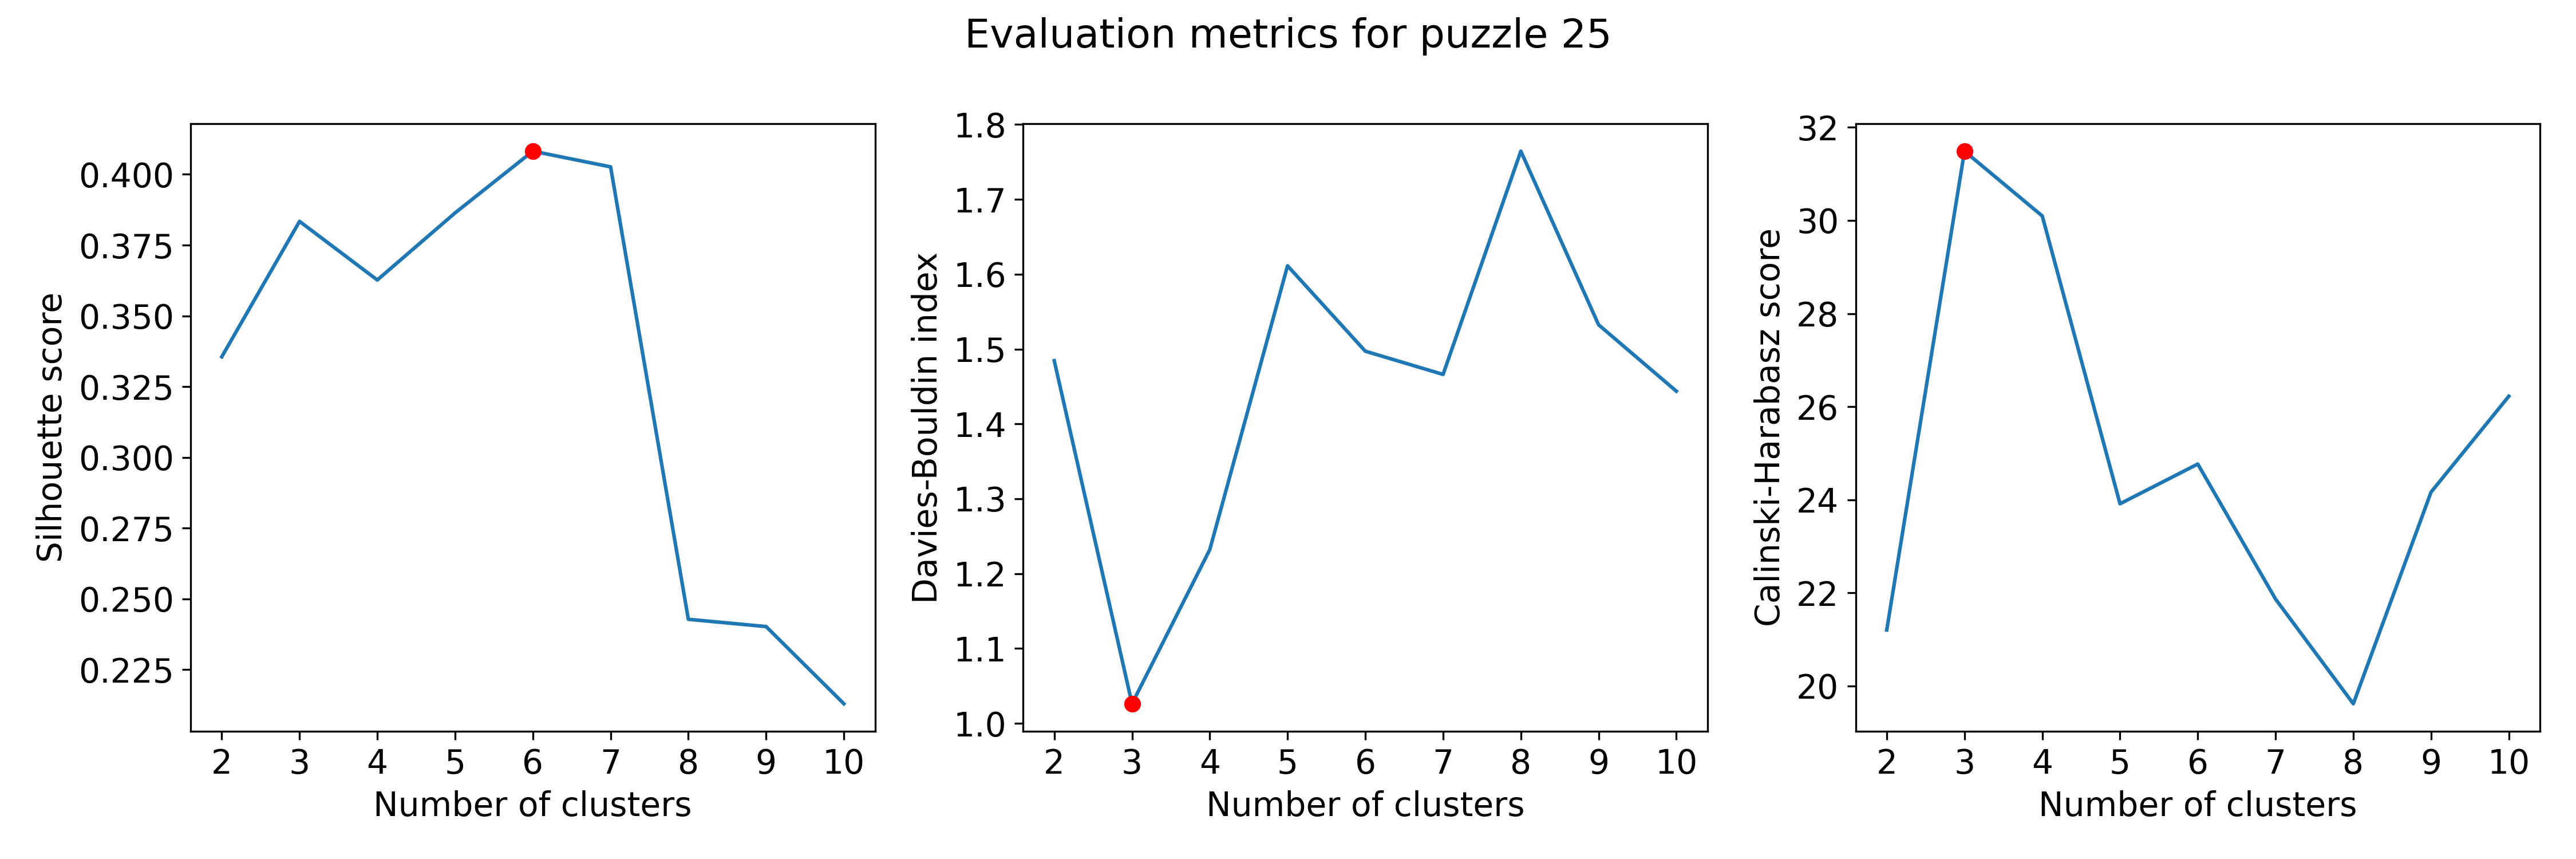 Evaluation metrics for puzzle 25
Silhouette score
0.400
0.375
0.350
0.325
0.300
0.275
0.250
0.225
2 3 4 5 6 7 8 9 10
Number of clusters
Davies-Bouldin index
1.8
1.7
1.6
1.5
1.4
1.3
1.2
1.1
1.0
2 3 4 5 6 7 8 9 10
Number of clusters
Calinski-Harabasz score
32
30
28
26
24
22
20
2 3 4 5 6 7 8 9 10
Number of clusters